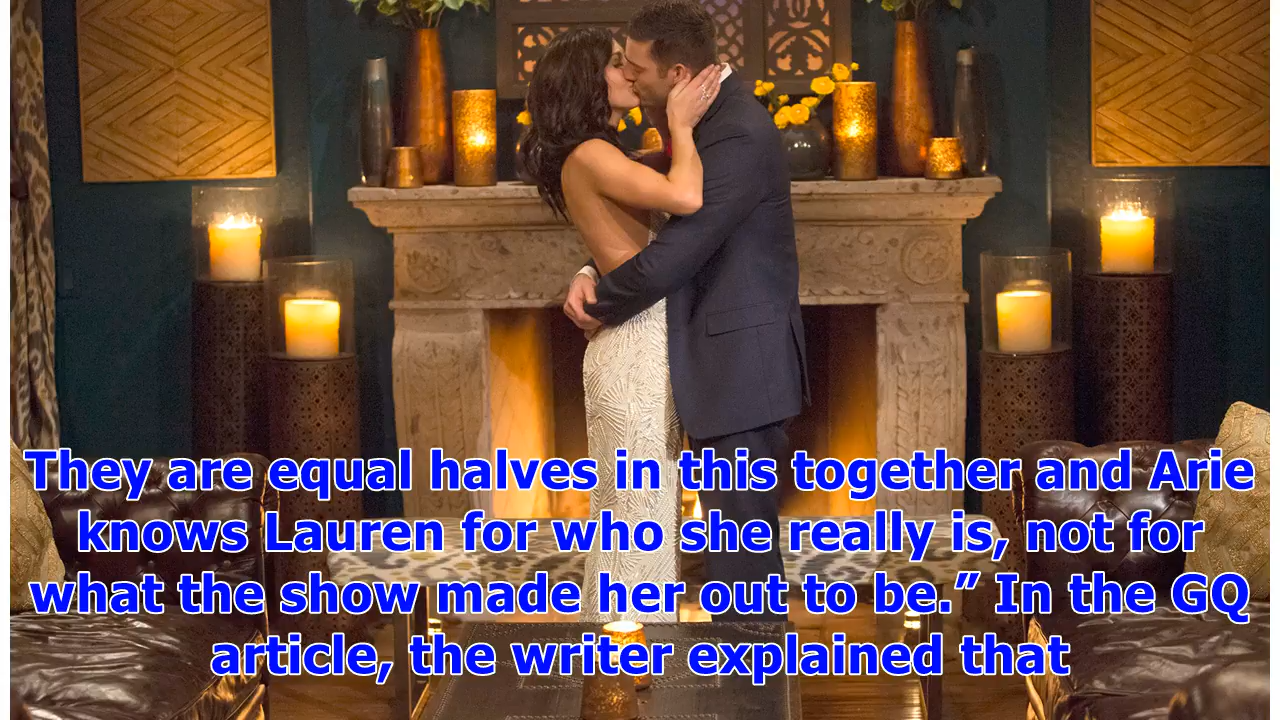 They are equal halves in this together and Arie
knows Lauren for who she really is, not for
what the show made her out to be.” In the GQ
article, the writer explained that